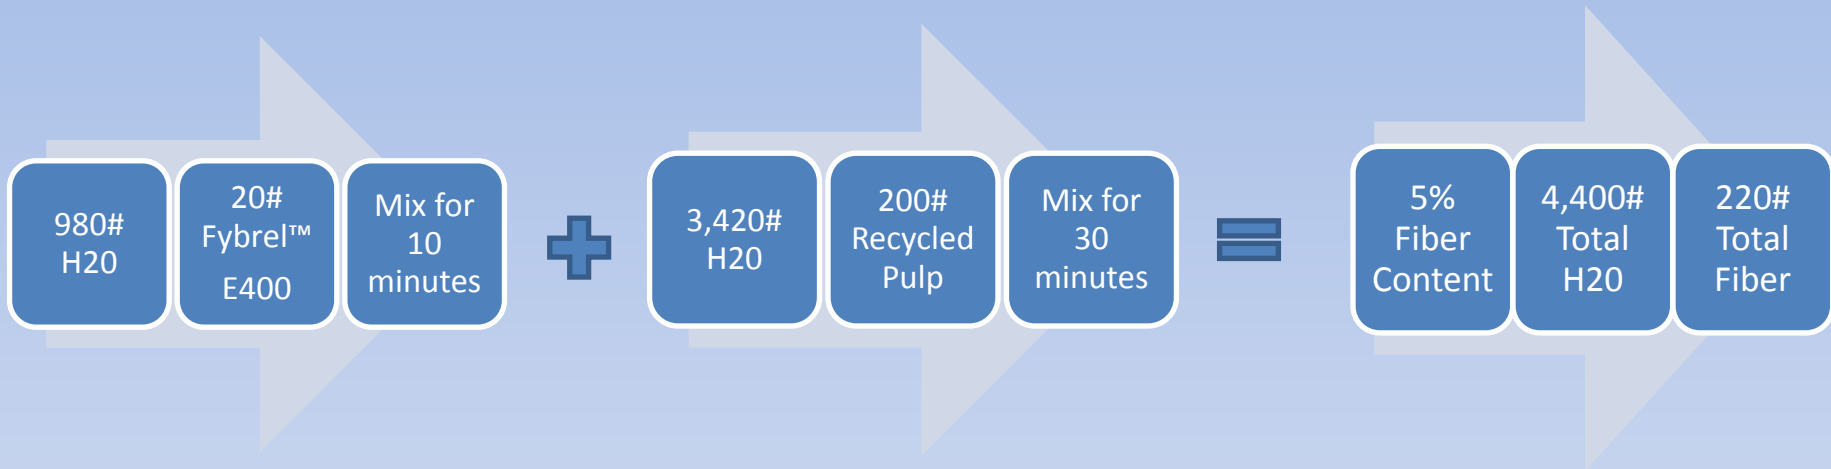 980#
H20
20#
Fybrel™
E400
Mix for
10
minutes
3,420#
H20
200#
Recycled
Pulp
Mix for
30
minutes
5%
Fiber
Content
4,400#
Total
H20
220#
Total
Fiber